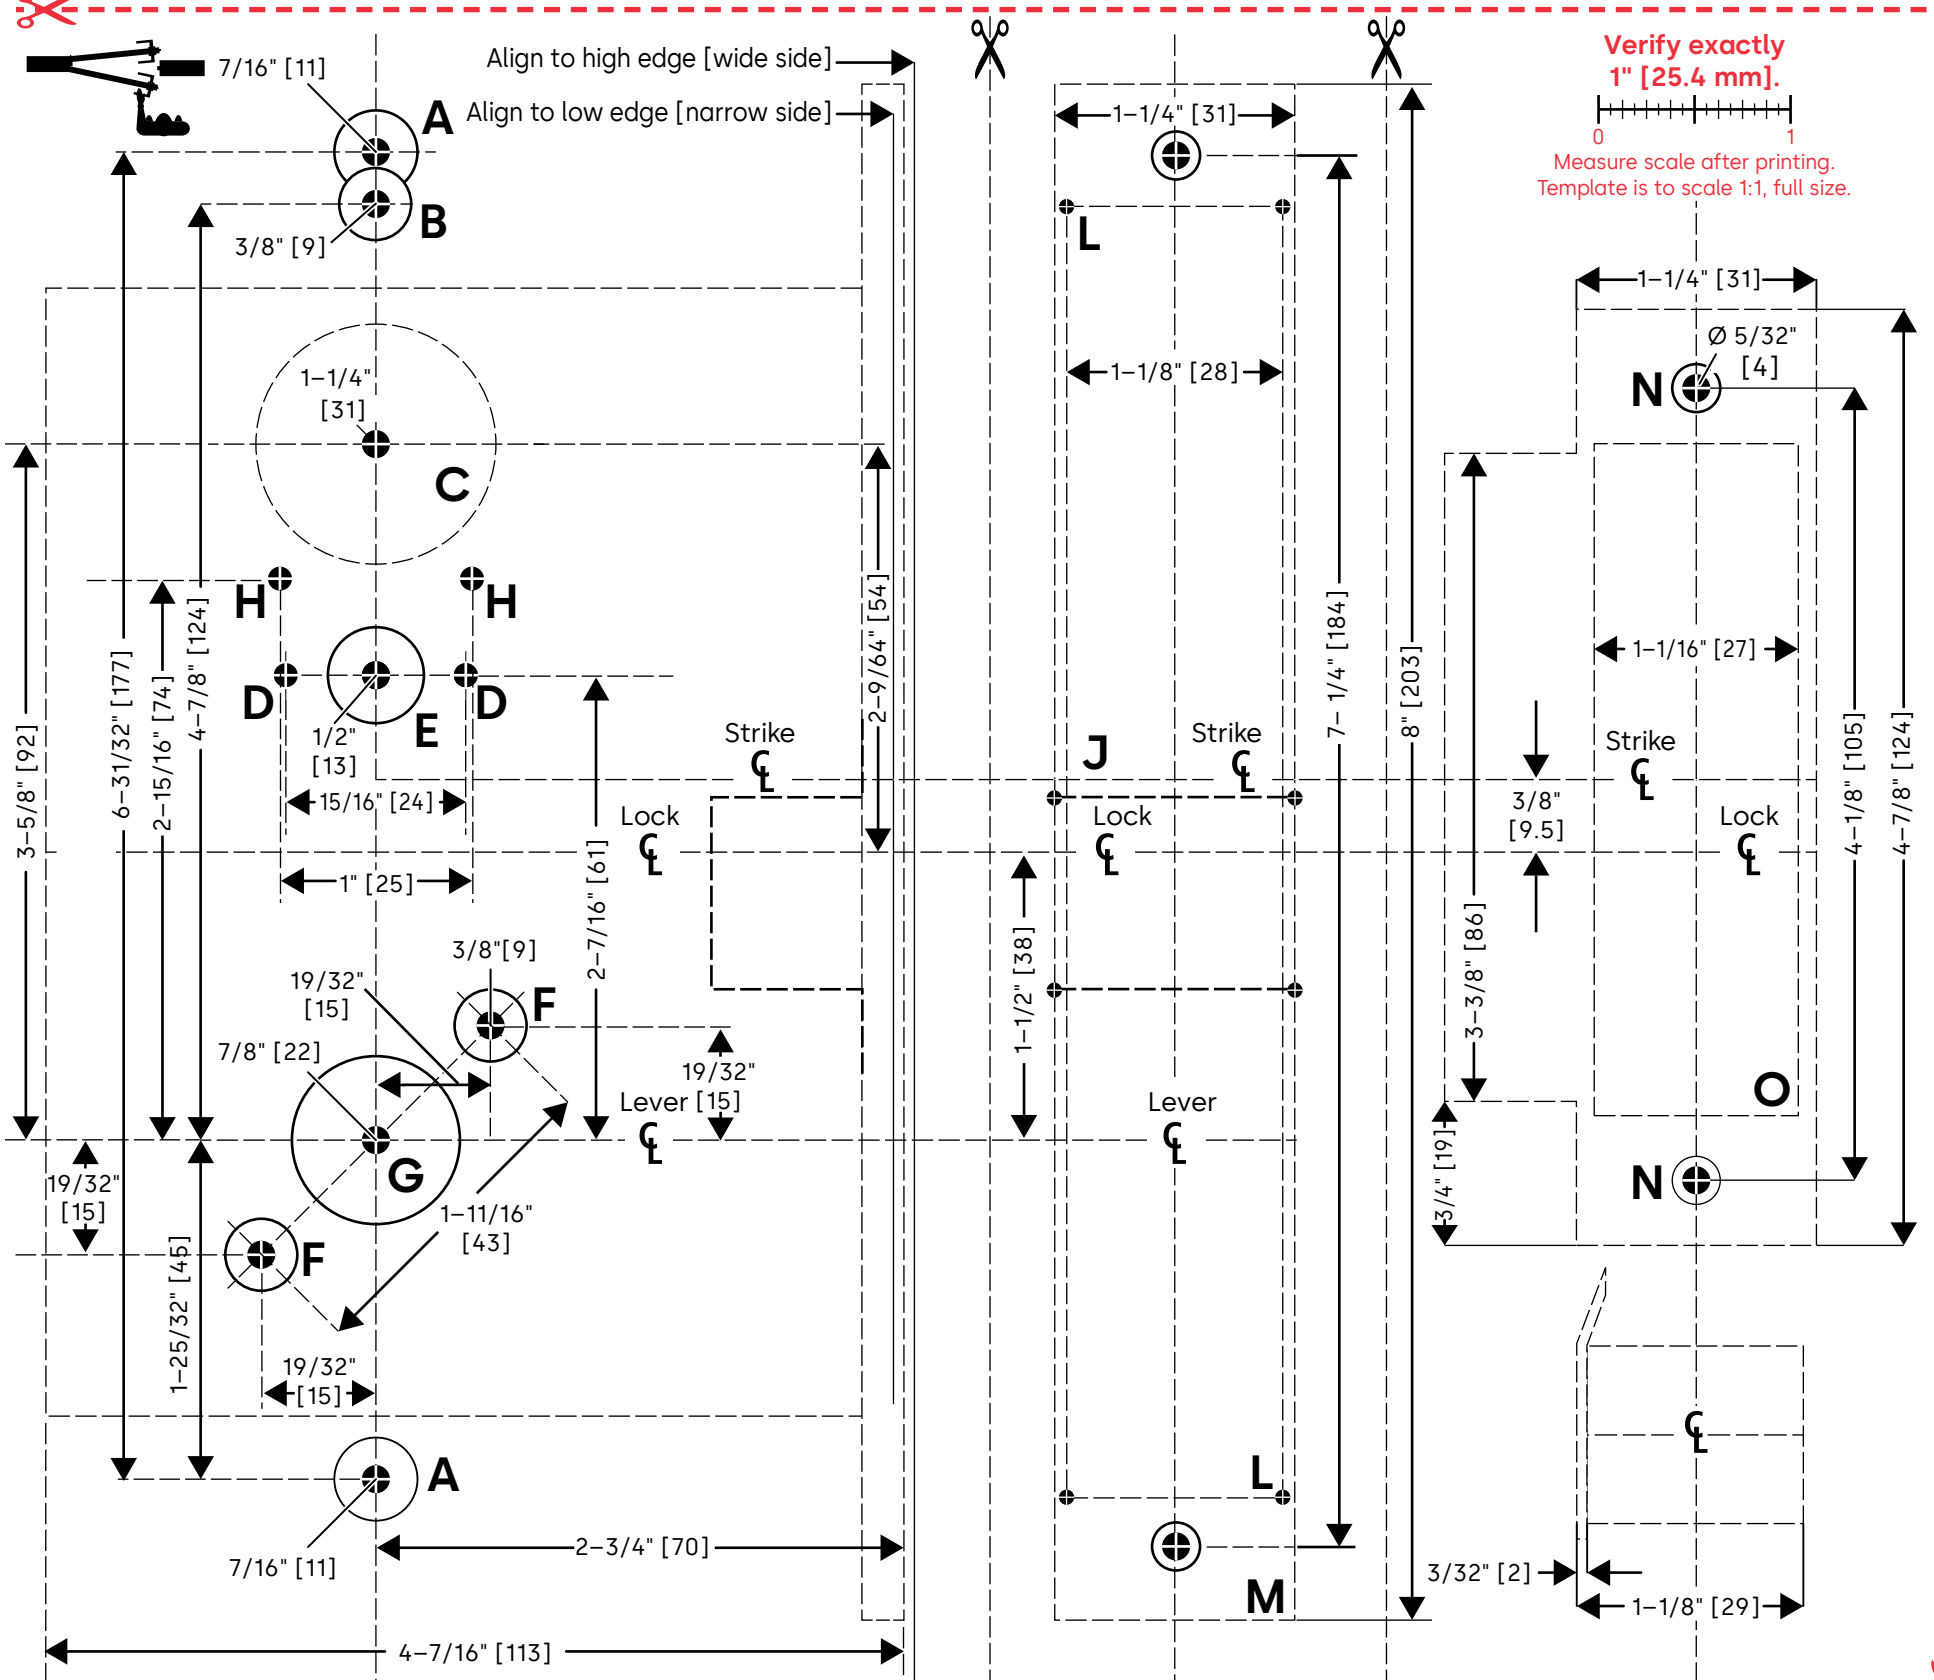 7/16" [11]
Align to high edge [wide side]
Align to low edge [narrow side]
A
B
3/8" [9]
1–1/4"
[31]
C
H
H
D
D
E
1/2"
[13]
15/16" [24]
1" [25]
3–5/8" [92]
6–31/32" [177]
2–15/16" [74]
4–7/8" [124]
2–9/64" [54]
2–7/16" [61]
Strike
℄
Lock
℄
3/8"[9]
19/32"
[15]
F
7/8" [22]
19/32"
[15]
Lever
℄
G
19/32"
[15]
1–11/16"
[43]
F
1–25/32" [45]
19/32"
[15]
A
7/16" [11]
2–3/4" [70]
4–7/16" [113]
1–1/4" [31]
L
1–1/8" [28]
7– 1/4" [184]
8" [203]
J
Strike
℄
Lock
℄
1–1/2" [38]
Lever
℄
L
M
Verify exactly
1" [25.4 mm].
0 1
Measure scale after printing.
Template is to scale 1:1, full size.
1–1/4" [31]
Ø 5/32"
[4]
N
1–1/16" [27]
Strike
℄
3/8"
[9.5]
Lock
℄
4–1/8" [105]
4–7/8" [124]
3–3/8" [86]
O
3/4" [19]
N
℄
3/32" [2]
1–1/8" [29]